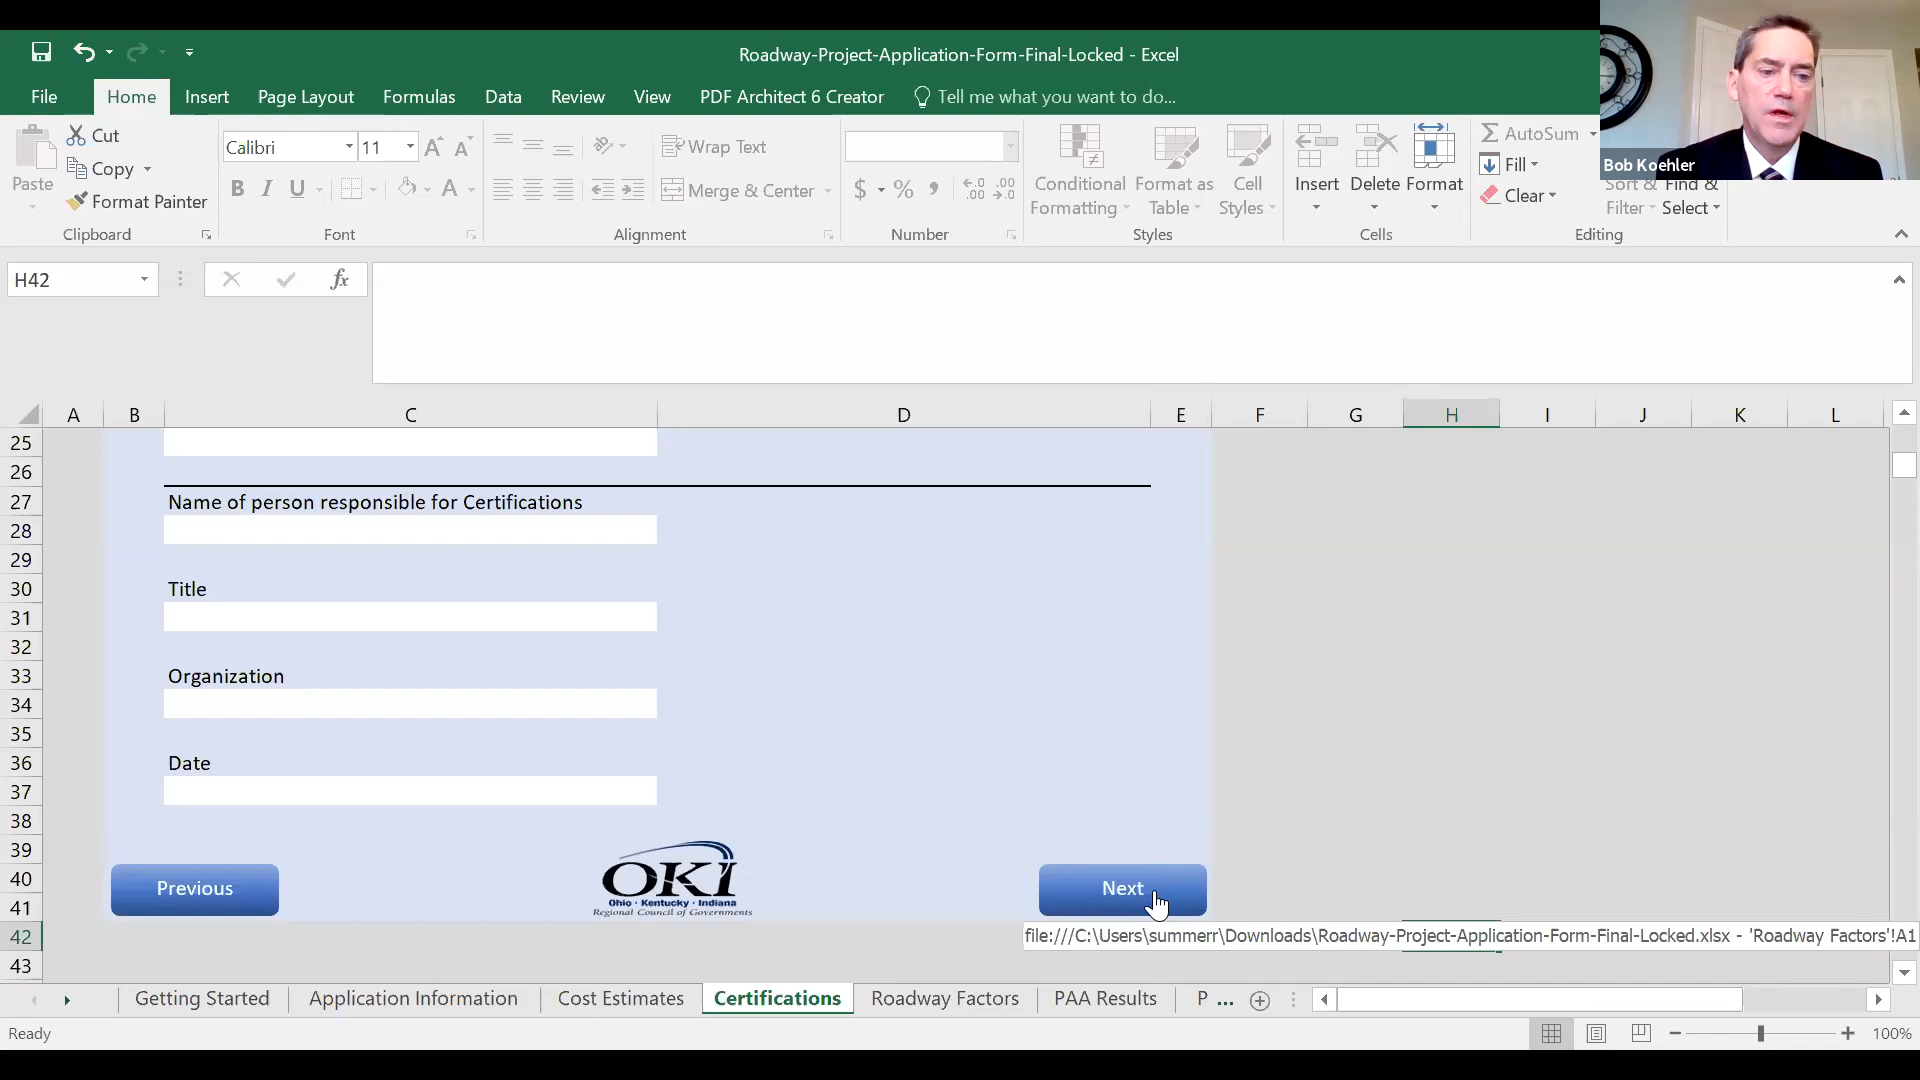 Roadway-Project-Application-Form-Final-Locked - Excel
File Home Insert Page Layout Formulas Data Review View PDF Architect 6 Creator Tell me what you want to do...
Paste
Cut
Copy
Format Painter
Clipboard
Calibri 11
B I U
Font
Wrap Text
Merge & Center
Alignment
$ % ,
Number
Conditional Formatting
Format as Table
Cell Styles
Styles
Insert Delete Format
Cells
AutoSum
Fill
Clear
Sort & Filter
Find & Select
Editing
Bob Koehler
H42
fx
A B C D E F G H I J K L
25
26
27 Name of person responsible for Certifications
28
29
30 Title
31
32
33 Organization
34
35
36 Date
37
38
39
40
41
42
43
Previous
OKI
Ohio • Kentucky • Indiana
Regional Council of Governments
Next
file:///C:\Users\summerr\Downloads\Roadway-Project-Application-Form-Final-Locked.xlsx - 'Roadway Factors'!A1
Getting Started Application Information Cost Estimates Certifications Roadway Factors PAA Results P ...
Ready
100%